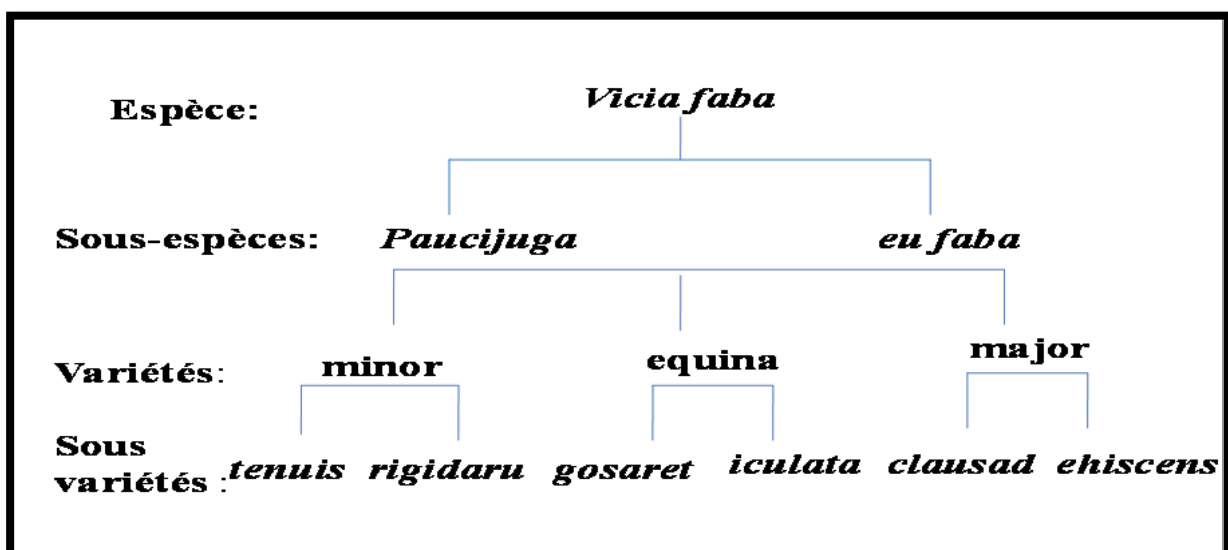 Espèce: Vicia faba
Sous-espèces: Paucijuga eu faba
Variétés: minor equina major
Sous
variétés : tenuis rigidaru gosaret iculata clausad ehiscens